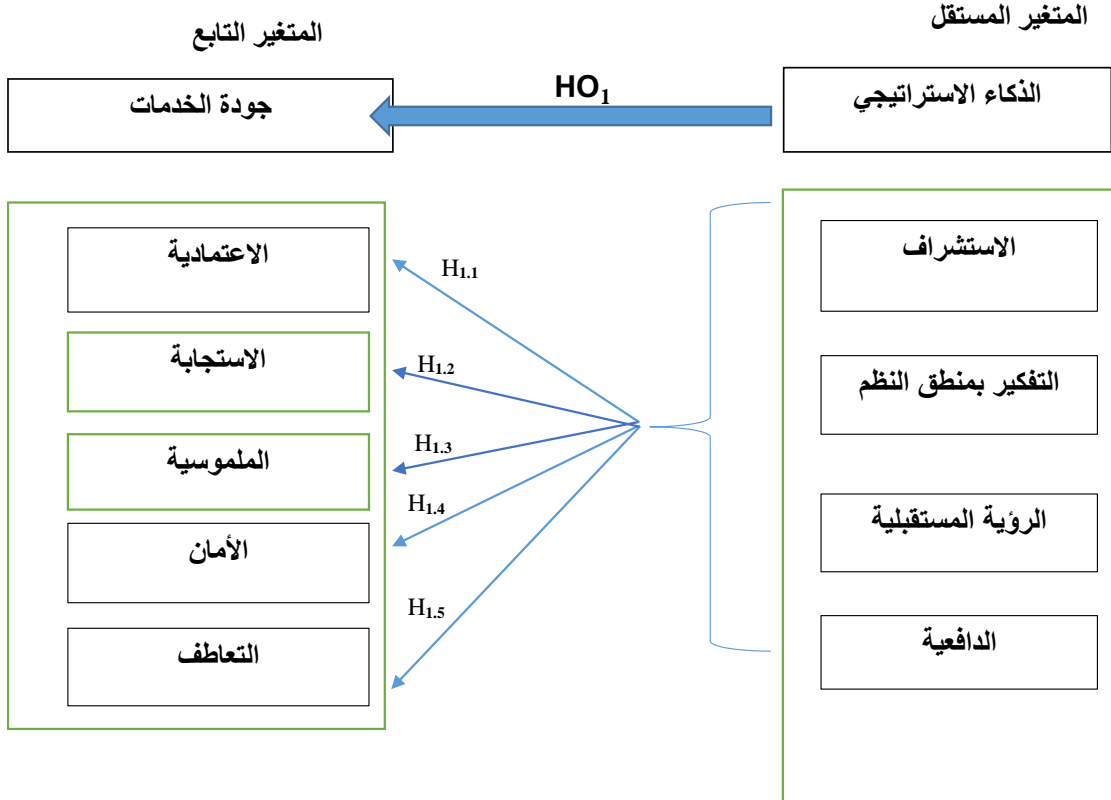 المتغير المستقل
المتغير التابع
الذكاء الاستراتيجي
HO1
جودة الخدمات
الاستشراف
التفكير بمنطق النظم
الرؤية المستقبلية
الدافعية
H1.1
H1.2
H1.3
H1.4
H1.5
الاعتمادية
الاستجابة
الملموسية
الأمان
التعاطف